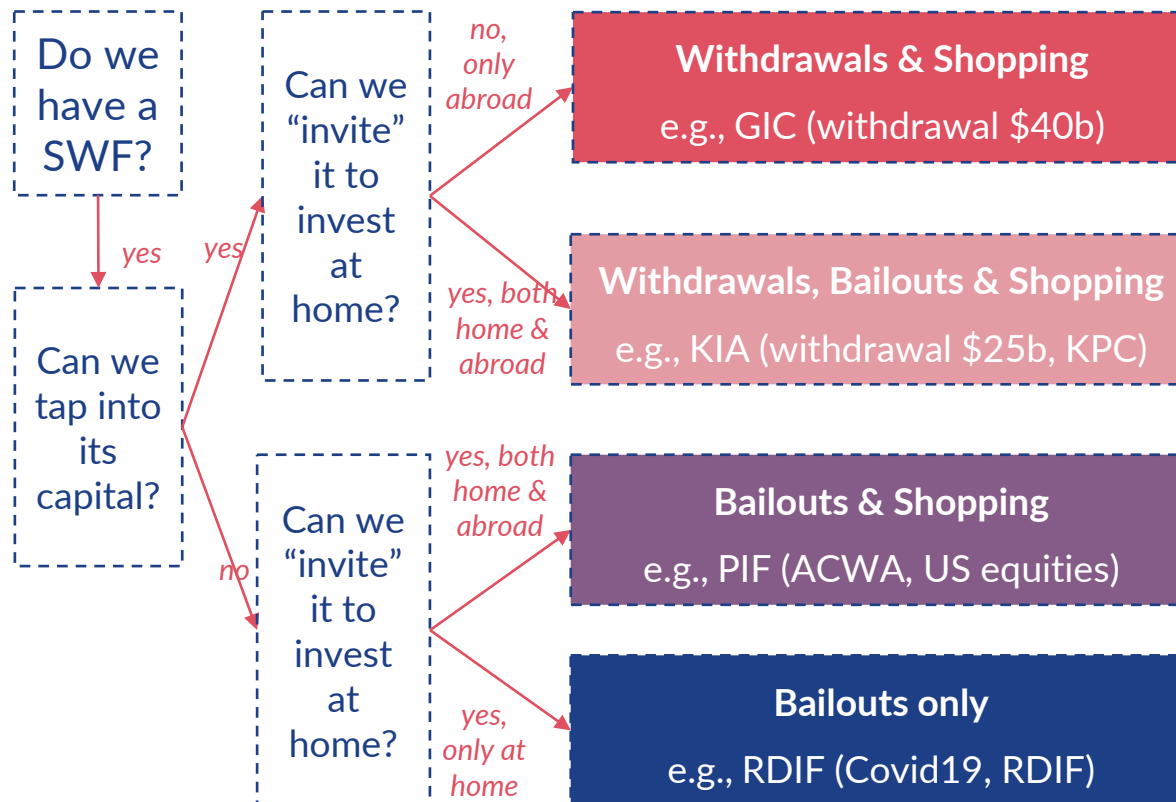 Do we
have a
SWF?
yes
Can we
tap into
its
capital?
yes
no
Can we
“invite”
it to
invest
at
home?
no,
only
abroad
yes, both
home &
abroad
Withdrawals & Shopping
e.g., GIC (withdrawal $40b)
Withdrawals, Bailouts & Shopping
e.g., KIA (withdrawal $25b, KPC)
Can we
“invite”
it to
invest
at
home?
yes, both
home &
abroad
yes,
only at
home
Bailouts & Shopping
e.g., PIF (ACWA, US equities)
Bailouts only
e.g., RDIF (Covid19, RDIF)